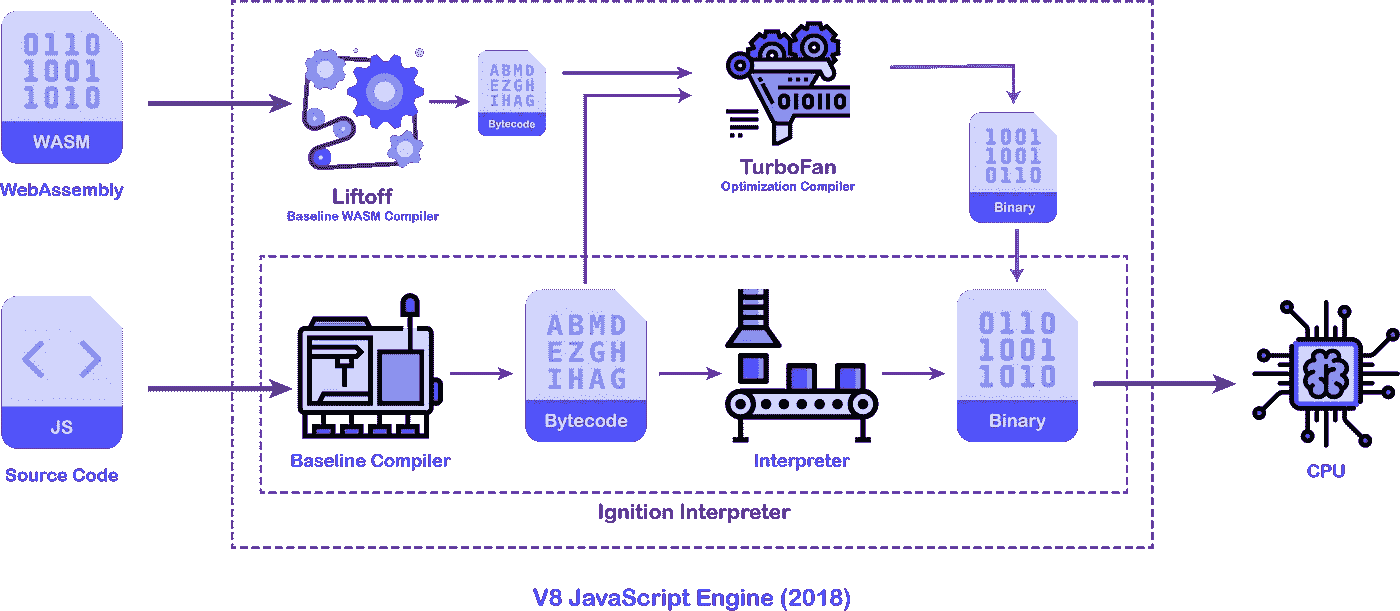 0110
1001
1010
WASM
WebAssembly
Liftoff
Baseline WASM Compiler
ABMD
EZGH
IHAG
Bytecode
010110
TurboFan
Optimization Compiler
1001
1001
0110
Binary
JS
Source Code
Baseline Compiler
ABMD
EZGH
IHAG
Bytecode
Interpreter
0110
1001
1010
Binary
CPU
Ignition Interpreter
V8 JavaScript Engine (2018)